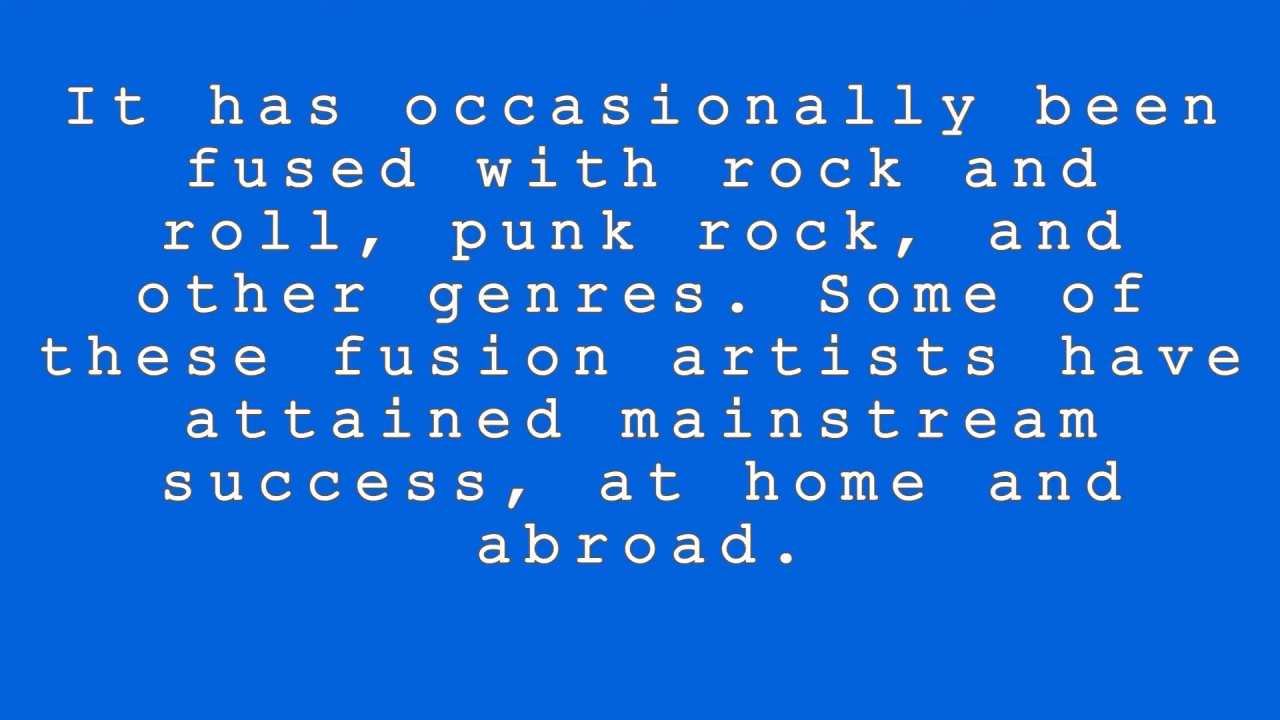 It has occasionally been
fused with rock and
roll, punk rock, and
other genres. Some of
these fusion artists have
attained mainstream
success, at home and
abroad.